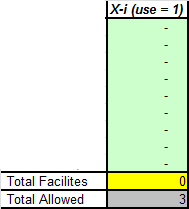 X-i (use = 1)
-
-
-
-
-
-
-
-
Total Facilites 0
Total Allowed 3